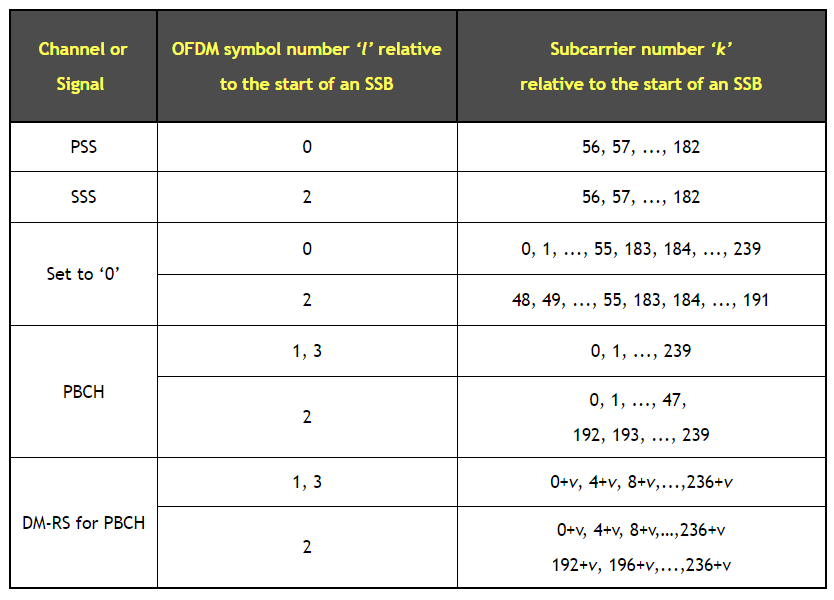 Channel or
Signal
OFDM symbol number ‘l’ relative
to the start of an SSB
Subcarrier number ‘k’
relative to the start of an SSB
PSS
0
56, 57, ..., 182
SSS
2
56, 57, ..., 182
Set to ‘0’
0
0, 1, ..., 55, 183, 184, ..., 239
2
48, 49, ..., 55, 183, 184, ..., 191
PBCH
1, 3
0, 1, ..., 239
2
0, 1, ..., 47,
192, 193, ..., 239
DM-RS for PBCH
1, 3
0+v, 4+v, 8+v,...,236+v
2
0+v, 4+v, 8+v,…,236+v
192+v, 196+v,...,236+v